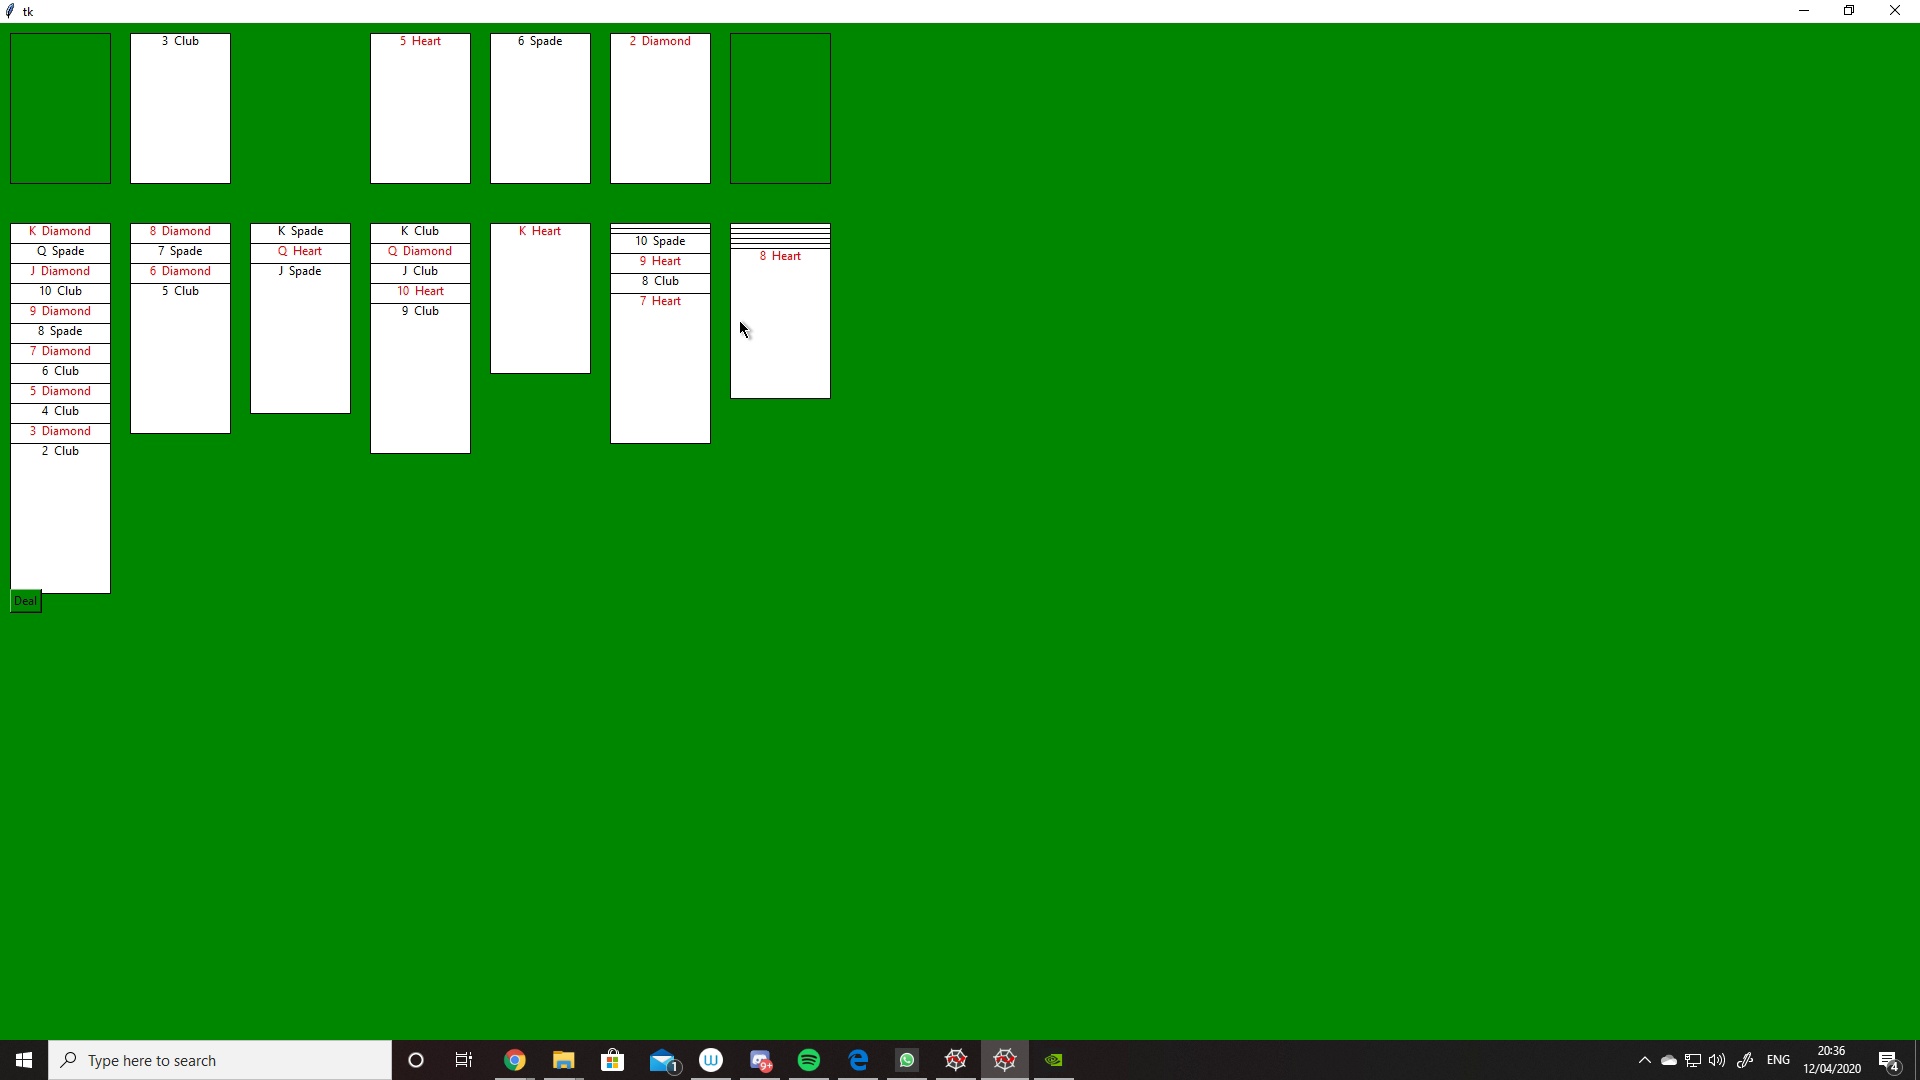 tk
3 Club
5 Heart
6 Spade
2 Diamond
K Diamond
Q Spade
J Diamond
10 Club
9 Diamond
8 Spade
7 Diamond
6 Club
5 Diamond
4 Club
3 Diamond
2 Club
8 Diamond
7 Spade
6 Diamond
5 Club
K Spade
Q Heart
J Spade
K Club
Q Diamond
J Club
10 Heart
9 Club
K Heart
10 Spade
9 Heart
8 Club
7 Heart
8 Heart
Deal
Type here to search
1
W
9+
ENG
20:36
12/04/2020
4